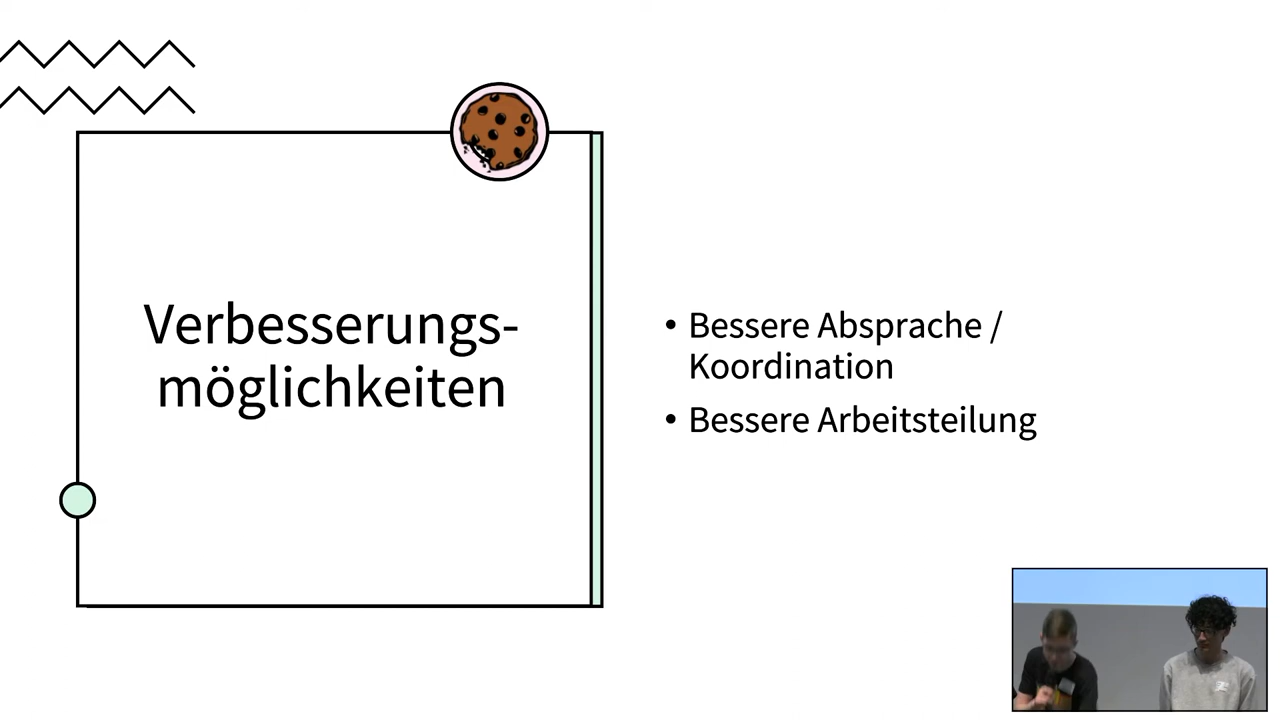 Verbesserungs-
möglichkeiten
• Bessere Absprache /
Koordination
• Bessere Arbeitsteilung